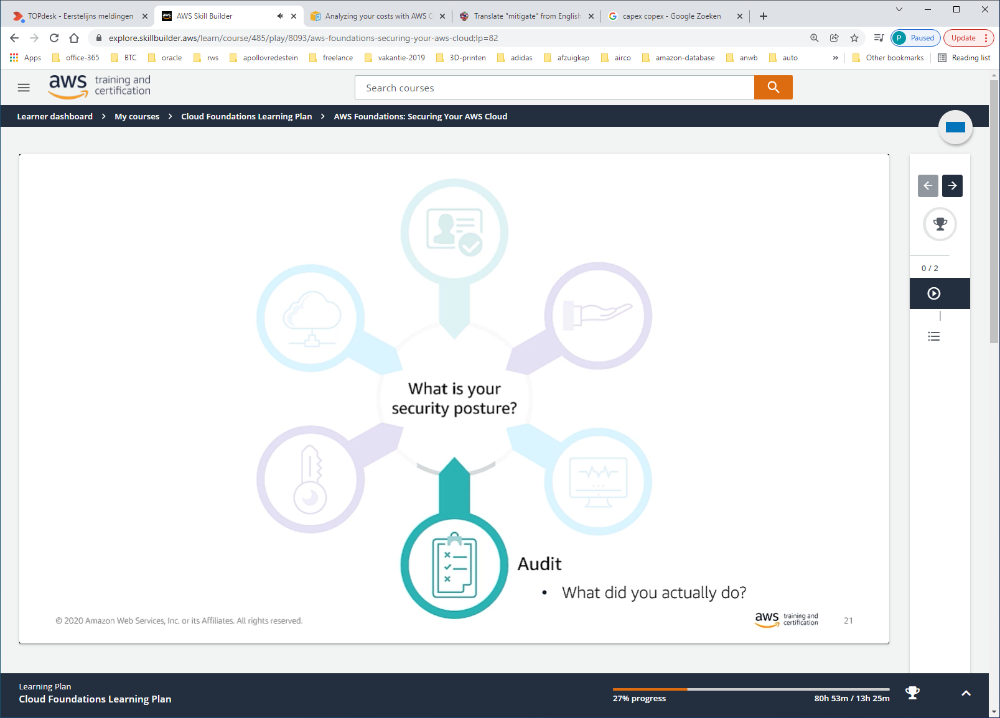 TOPdesk - Eerstelijns meldingen
aws
AWS Skill Builder
Analyzing your costs with AWS C
Translate "mitigate" from English
capex copex - Google Zoeken
explore.skillbuilder.aws/learn/course/485/play/8093/aws-foundations-securing-your-aws-cloud;lp=82
P Paused
Update
Apps office-365 BTC oracle rws apollovredestein freelance vakantie-2019 3D-printen adidas afzuigkap airco amazon-database anwb auto » Other bookmarks Reading list
aws training and certification
Search courses
Learner dashboard > My courses > Cloud Foundations Learning Plan > AWS Foundations: Securing Your AWS Cloud
0 / 2
What is your
security posture?
Audit
• What did you actually do?
© 2020 Amazon Web Services, Inc. or its Affiliates. All rights reserved.
aws training and certification
21
Learning Plan
Cloud Foundations Learning Plan
27% progress
80h 53m / 13h 25m